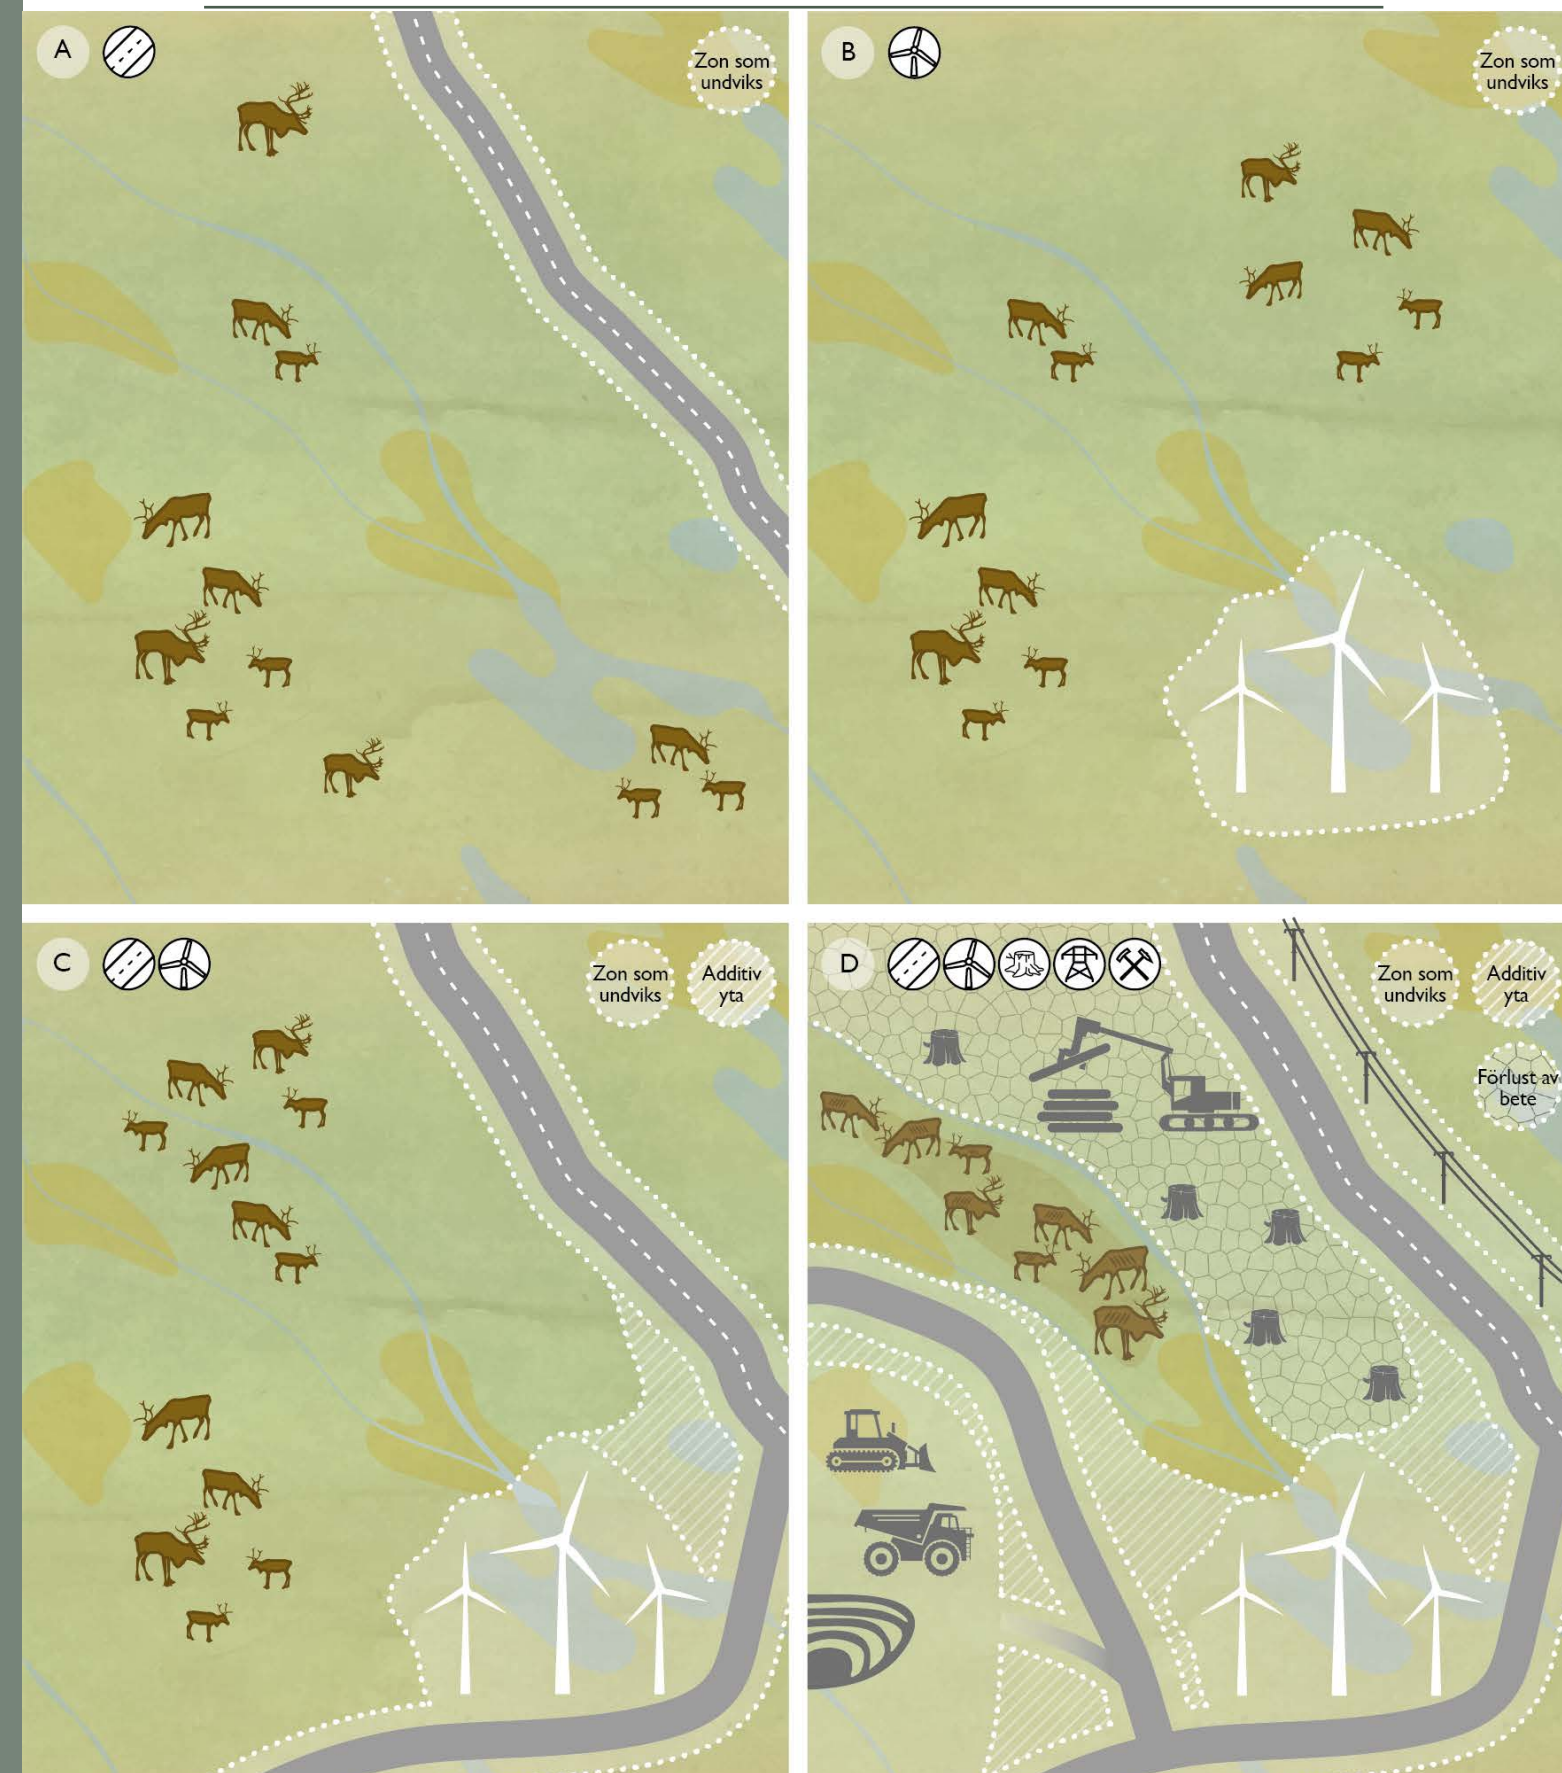 A
Zon som
undviks
B
Zon som
undviks
C
Zon som
undviks
Additiv
yta
D
Zon som
undviks
Additiv
yta
Förlust av
bete